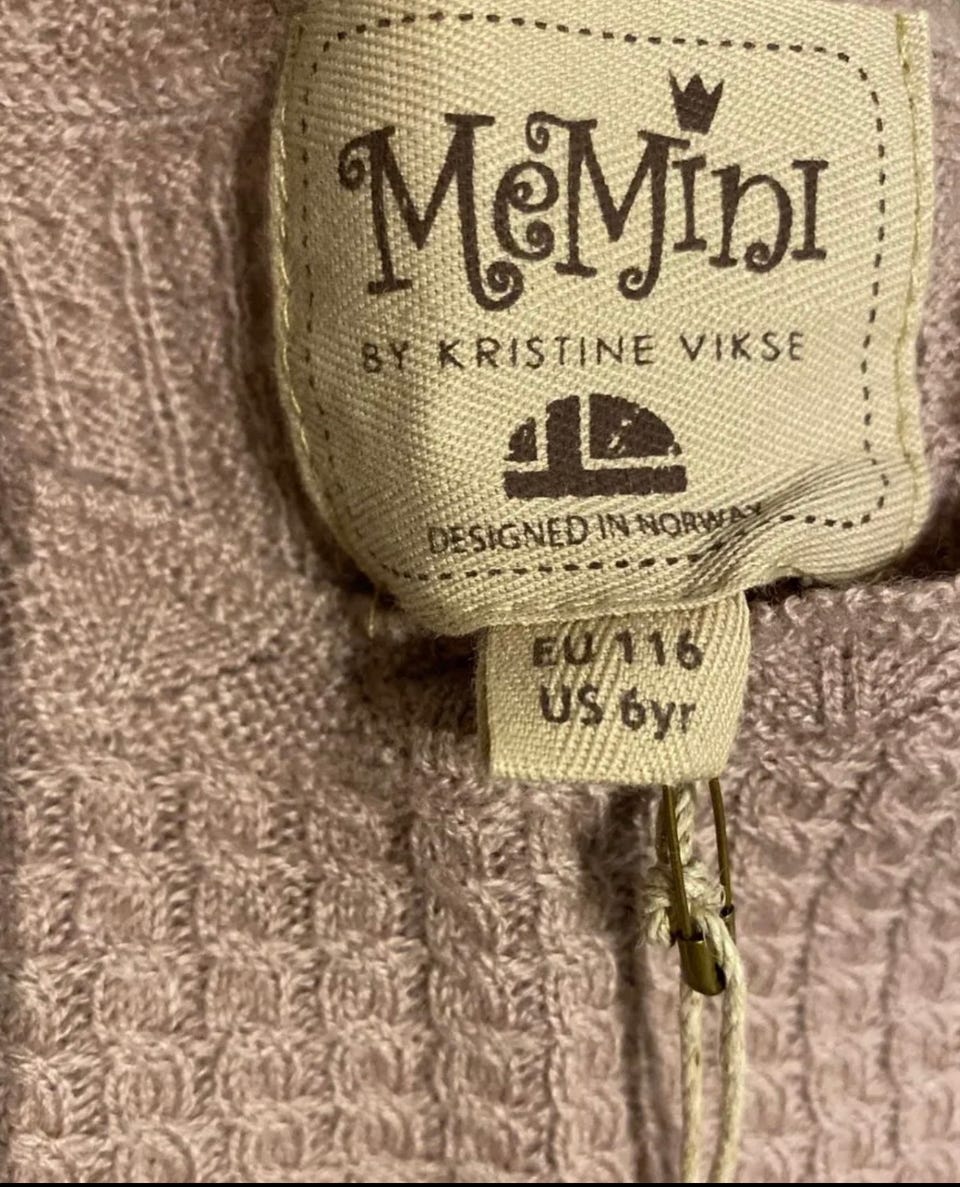 MeMini
BY KRISTINE VIKSE
DESIGNED IN NORWAY
EU 116
US 6yr